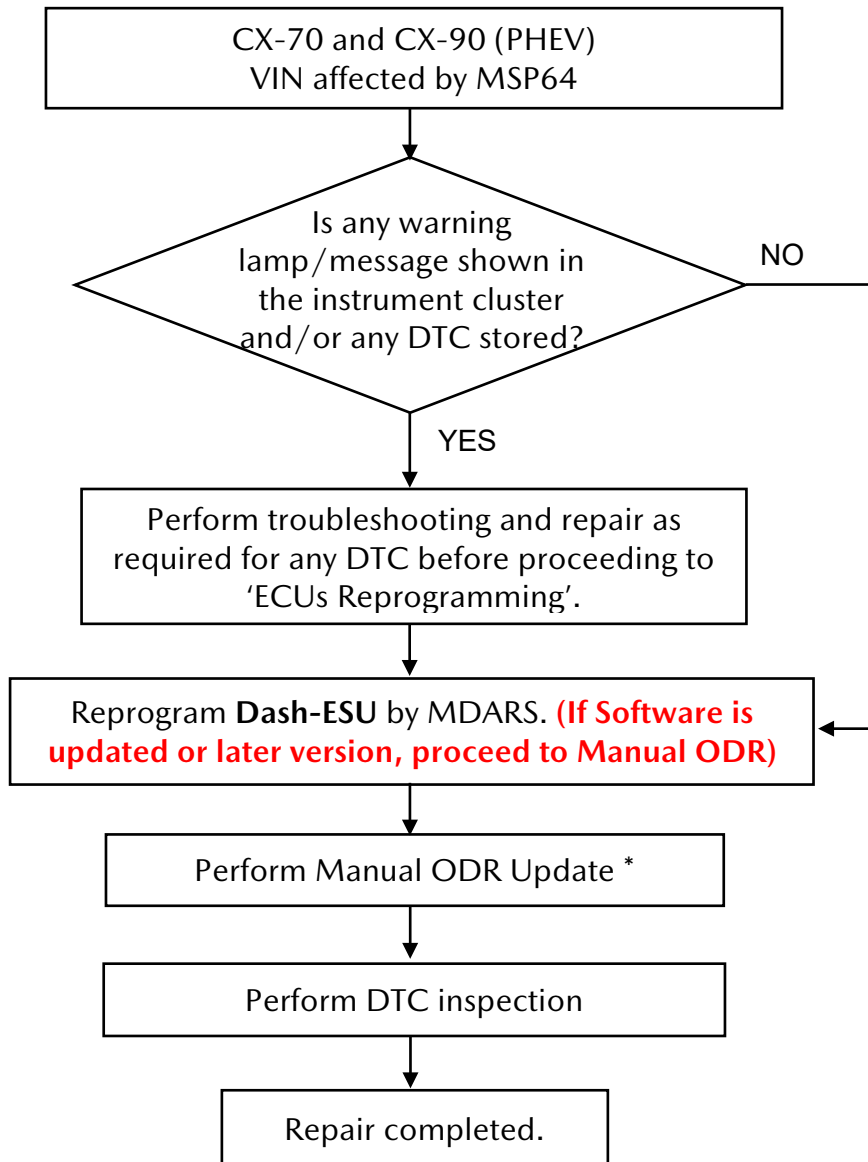 CX-70 and CX-90 (PHEV)
VIN affected by MSP64
Is any warning
lamp/message shown in
the instrument cluster
and/or any DTC stored?
NO
YES
Perform troubleshooting and repair as
required for any DTC before proceeding to
‘ECUs Reprogramming’.
Reprogram Dash-ESU by MDARS. (If Software is
updated or later version, proceed to Manual ODR)
Perform Manual ODR Update *
Perform DTC inspection
Repair completed.